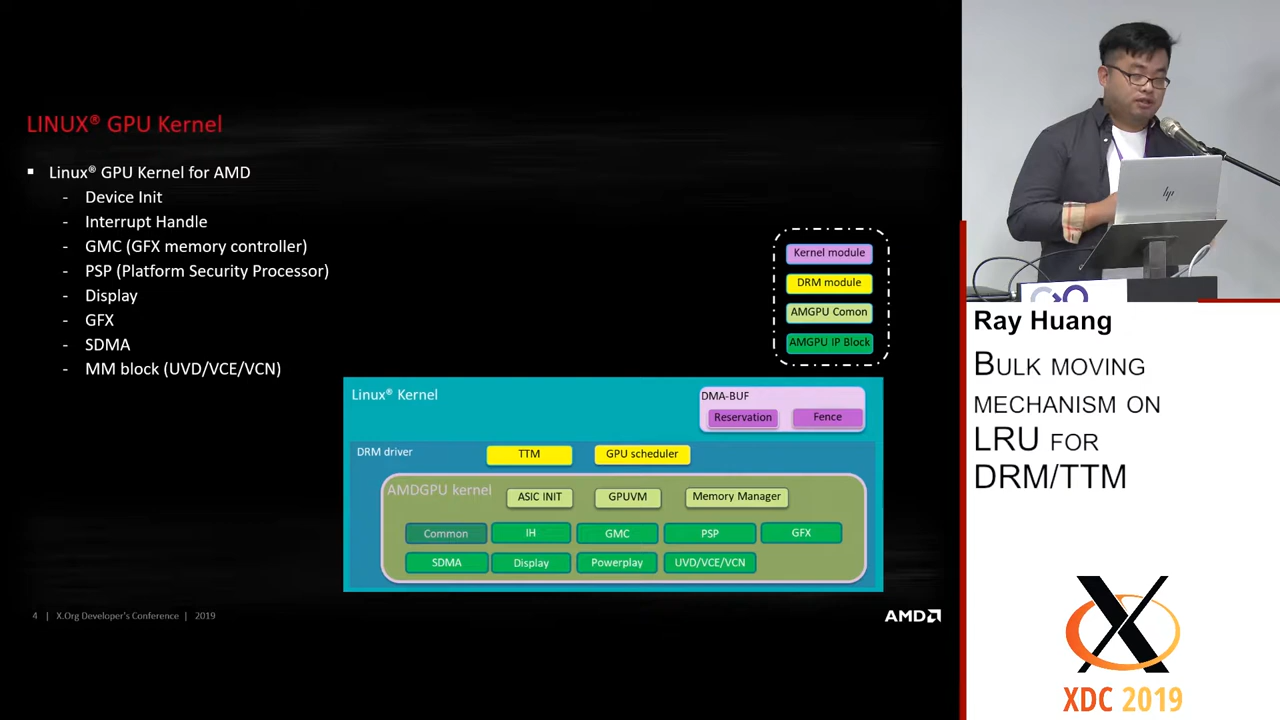 LINUX® GPU Kernel
▪ Linux® GPU Kernel for AMD
- Device Init
- Interrupt Handle
- GMC (GFX memory controller)
- PSP (Platform Security Processor)
- Display
- GFX
- SDMA
- MM block (UVD/VCE/VCN)
Kernel module
DRM module
AMGPU Comon
AMGPU IP Block
Linux® Kernel
DMA-BUF
Reservation Fence
DRM driver
TTM GPU scheduler
AMDGPU kernel
ASIC INIT GPUVM Memory Manager
Common IH GMC PSP GFX
SDMA Display Powerplay UVD/VCE/VCN
4 | X.Org Developer's Conference | 2019
AMD
hp
Ray Huang
Bulk moving
mechanism on
LRU for
DRM/TTM
X
XDC 2019